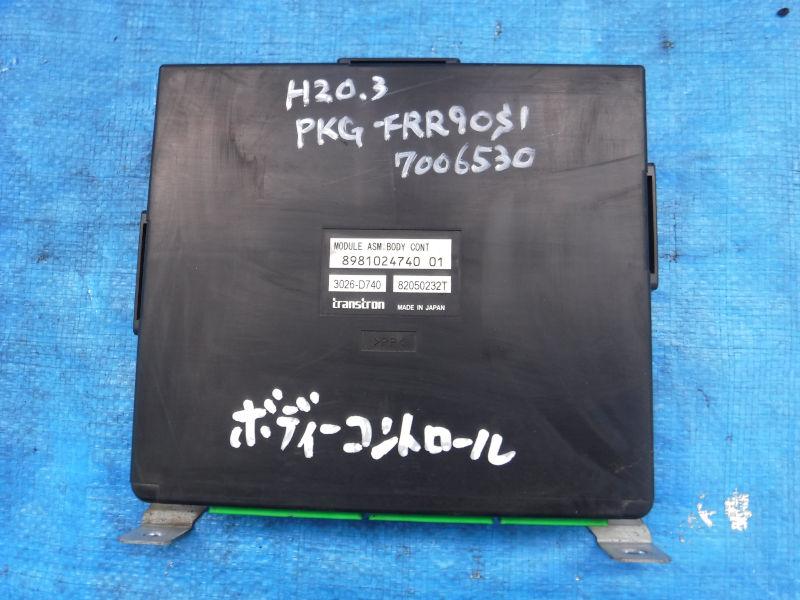 H20.3
PKG-FRR90S1
7006530
MODULE ASM.BODY CONT
8981024740 01
3026-D740 82050232T
transtron MADE IN JAPAN
ボディーコントロール